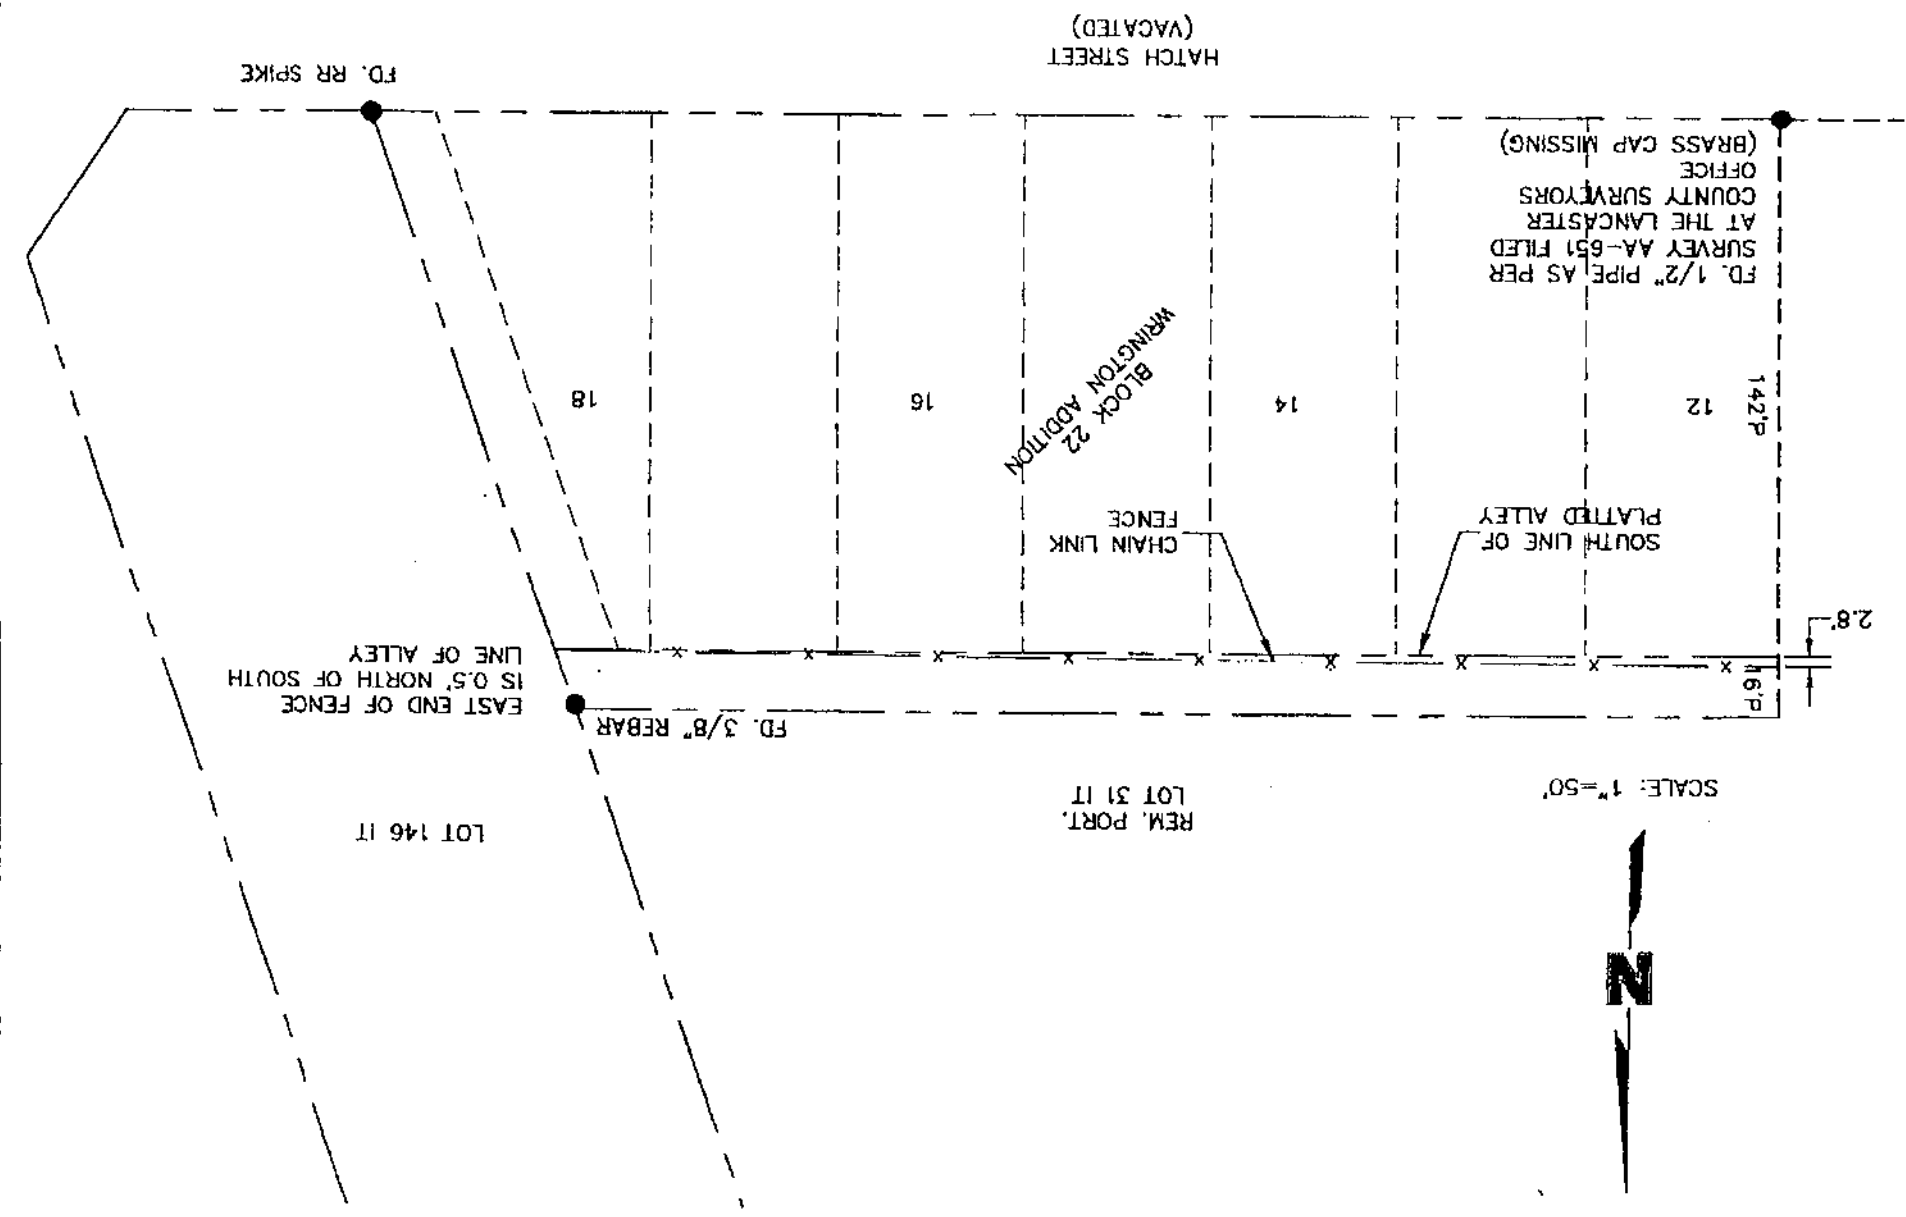 N
SCALE: 1"=50'
REM. PORT.
LOT 31 IT
LOT 146 IT
FD. 3/8" REBAR
16'P
2.8'
EAST END OF FENCE
IS 0.5' NORTH OF SOUTH
LINE OF ALLEY
SOUTH LINE OF
PLATTED ALLEY
CHAIN LINK
FENCE
142'P
12
14
16
18
BLOCK 22
WRINGTON ADDITION
FD. 1/2" PIPE AS PER
SURVEY AA-651 FILED
AT THE LANCASTER
COUNTY SURVEYORS
OFFICE
(BRASS CAP MISSING)
FD. RR SPIKE
HATCH STREET
(VACATED)